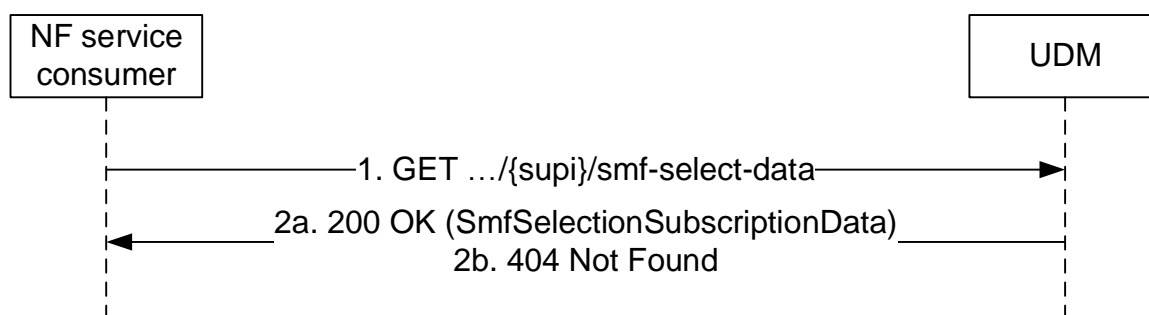 NF service
consumer
UDM
1. GET …/{supi}/smf-select-data
2a. 200 OK (SmfSelectionSubscriptionData)
2b. 404 Not Found